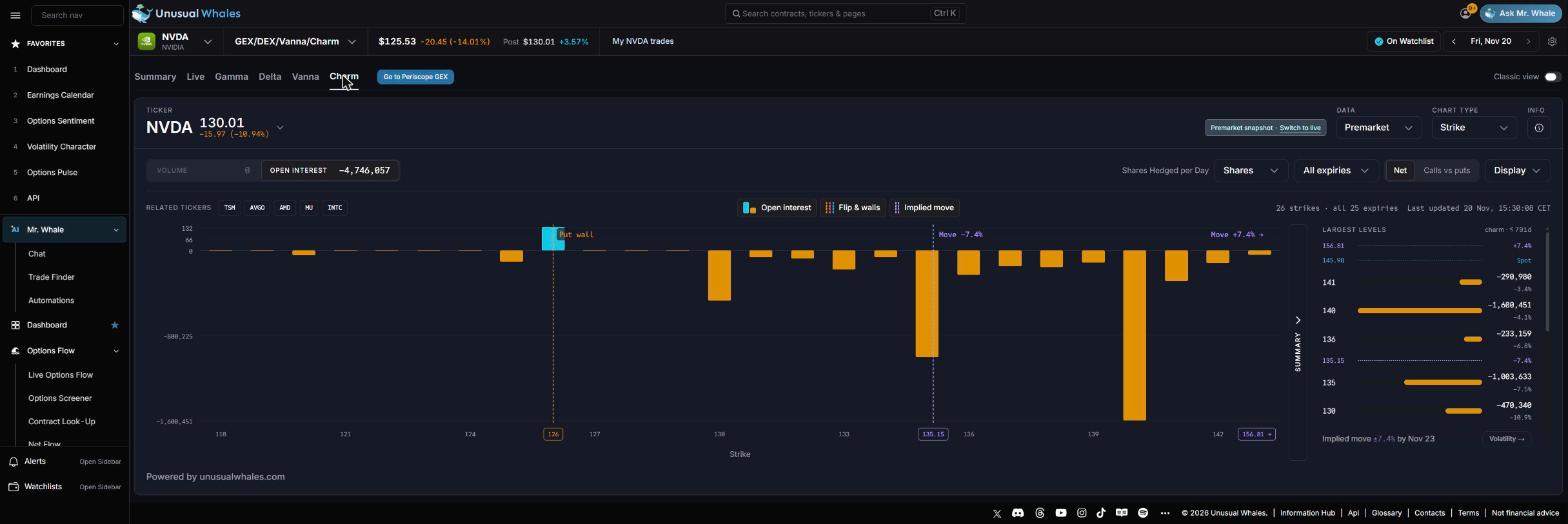 Search nav
Unusual Whales
Search contracts, tickers & pages
Ctrl K
9+
Ask Mr. Whale
FAVORITES
1 Dashboard
2 Earnings Calendar
3 Options Sentiment
4 Volatility Character
5 Options Pulse
6 API
AI Mr. Whale
Chat
Trade Finder
Automations
Dashboard
Options Flow
Live Options Flow
Options Screener
Contract Look-Up
Net Flow
Alerts Open Sidebar
Watchlists Open Sidebar
NVDA
NVIDIA
GEX/DEX/Vanna/Charm
$125.53 -20.45 (-14.01%) Post $130.01 +3.57%
My NVDA trades
On Watchlist
Fri, Nov 20
Summary Live Gamma Delta Vanna Charm Go to Periscope GEX
Classic view
TICKER
NVDA 130.01
-15.97 (-10.94%)
Premarket snapshot · Switch to live
DATA
Premarket
CHART TYPE
Strike
INFO
VOLUME 0 OPEN INTEREST -4,746,057
Shares Hedged per Day Shares All expiries Net Calls vs puts Display
RELATED TICKERS TSM AVGO AMD MU INTC
Open interest Flip & walls Implied move
26 strikes · all 25 expiries Last updated 20 Nov, 15:30:08 CET
132
66
0
-800,225
-1,600,451
Put wall
Move -7.4%
Move +7.4% →
118 121 124 126 127 130 133 135.15 136 139 142 156.81 →
Strike
SUMMARY
LARGEST LEVELS charm · ≤791d
156.81 +7.4%
145.98 Spot
141 -290,980
-3.4%
140 -1,600,451
-4.1%
136 -233,159
-6.8%
135.15 -7.4%
135 -1,003,633
-7.5%
130 -470,340
-10.9%
Implied move ±7.4% by Nov 23 Volatility →
Powered by unusualwhales.com
© 2026 Unusual Whales. Information Hub Api Glossary Contacts Terms Not financial advice